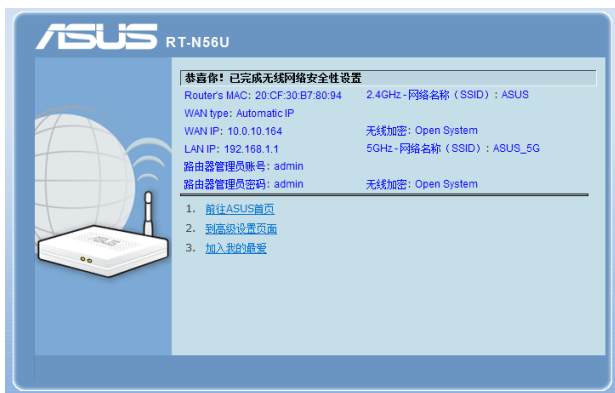 ASUS RT-N56U
恭喜你！已完成无线网络安全性设置
Router's MAC: 20:CF:30:B7:80:94 2.4GHz-网络名称（SSID）: ASUS
WAN type: Automatic IP
WAN IP: 10.0.10.164 无线加密: Open System
LAN IP: 192.168.1.1 5GHz-网络名称（SSID）: ASUS_5G
路由器管理员账号: admin
路由器管理员密码: admin 无线加密: Open System
1. 前往ASUS首页
2. 到高级设置页面
3. 加入我的最爱